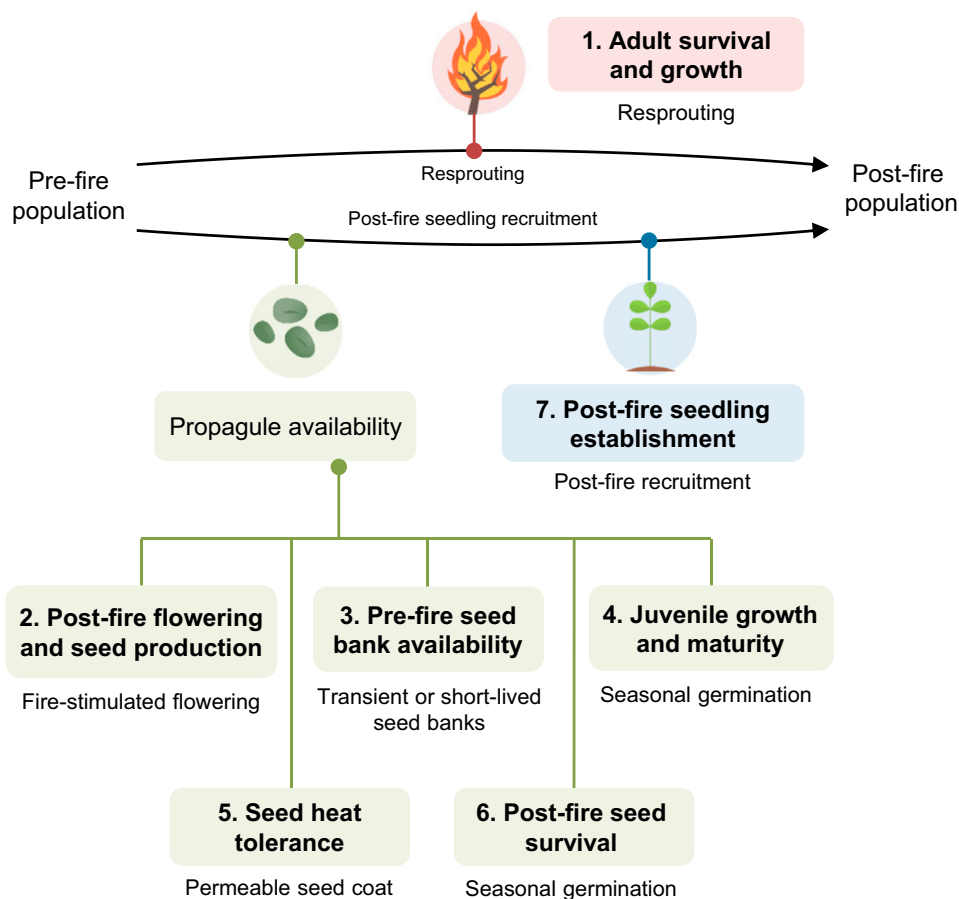 1. Adult survival
and growth
Resprouting
Pre-fire
population
Resprouting
Post-fire
population
Post-fire seedling recruitment
Propagule availability
7. Post-fire seedling
establishment
Post-fire recruitment
2. Post-fire flowering
and seed production
Fire-stimulated flowering
3. Pre-fire seed
bank availability
Transient or short-lived
seed banks
4. Juvenile growth
and maturity
Seasonal germination
5. Seed heat
tolerance
Permeable seed coat
6. Post-fire seed
survival
Seasonal germination